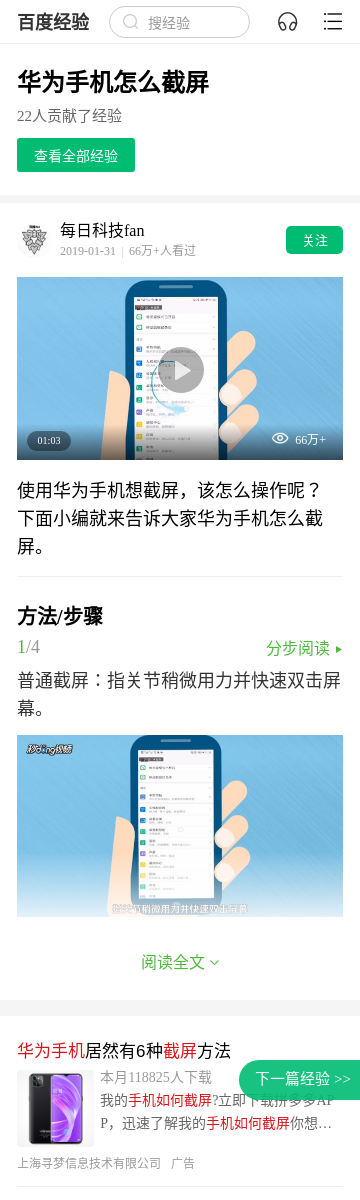 百度经验
搜经验
华为手机怎么截屏
22人贡献了经验
查看全部经验
每日科技fan
关注
2019-01-31 | 66万+人看过
01:03
66万+
使用华为手机想截屏，该怎么操作呢？
下面小编就来告诉大家华为手机怎么截
屏。
方法/步骤
1/4
分步阅读
普通截屏：指关节稍微用力并快速双击屏
幕。
秒懂视频
指关节稍微用力并快速双击屏幕
阅读全文
华为手机居然有6种截屏方法
本月118825人下载
下一篇经验 >>
我的手机如何截屏?立即下载拼多多AP
P，迅速了解我的手机如何截屏你想…
上海寻梦信息技术有限公司 广告